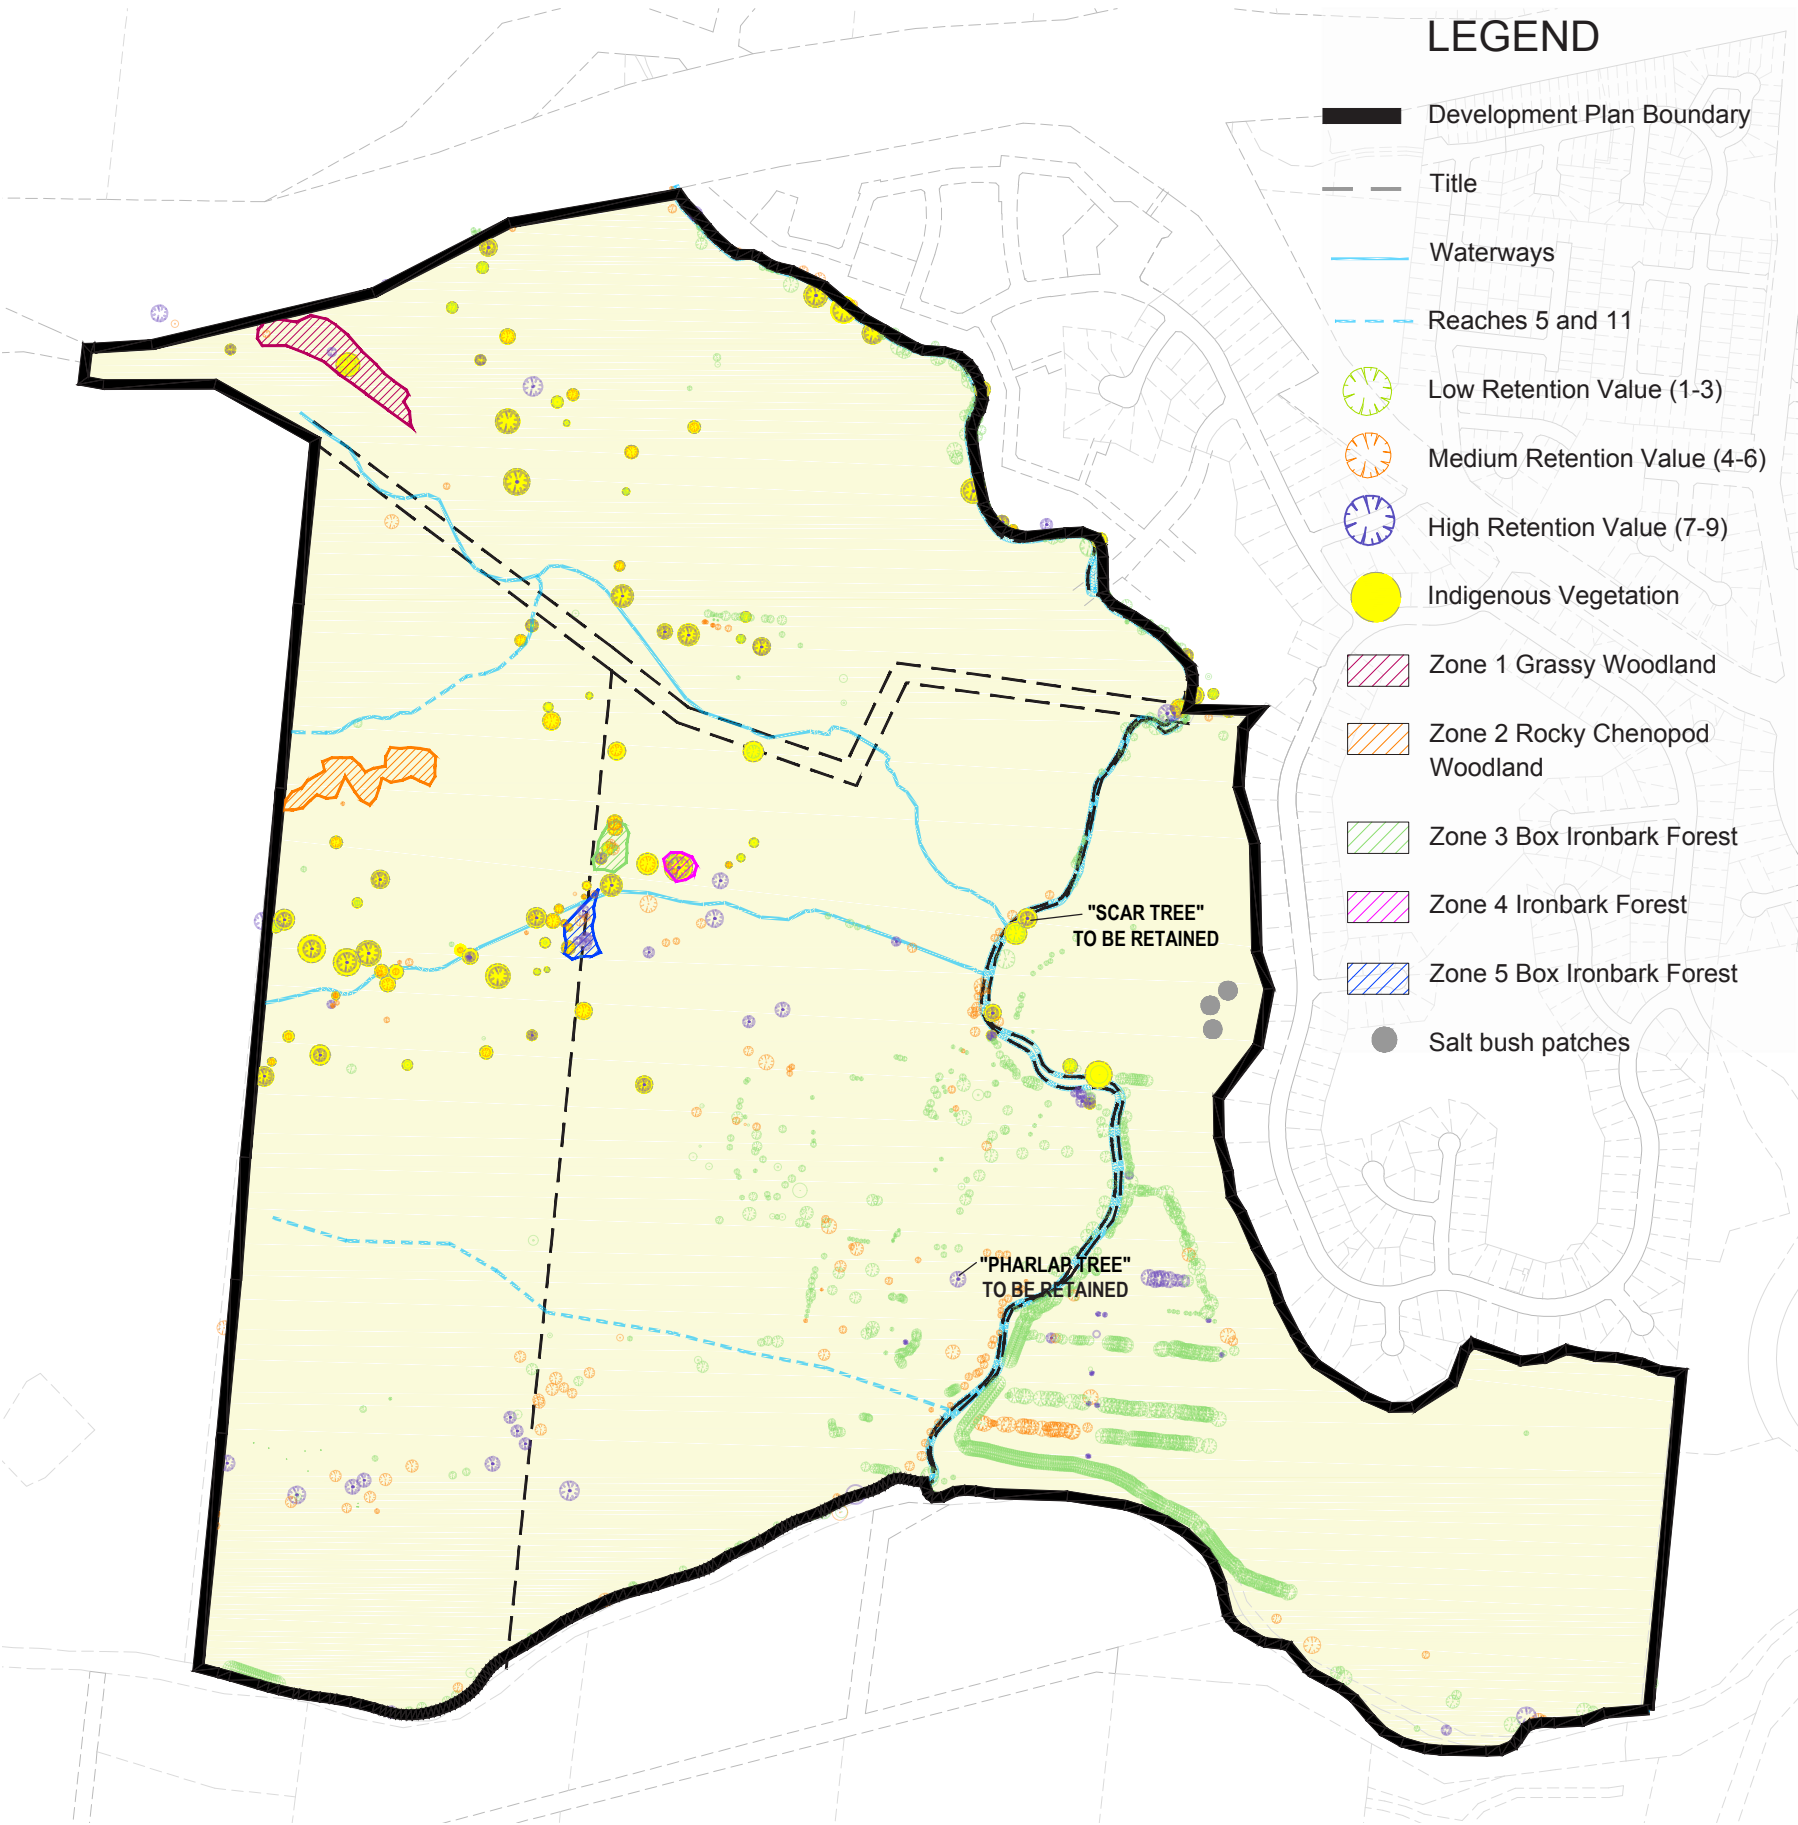 LEGEND
Development Plan Boundary
Title
Waterways
Reaches 5 and 11
Low Retention Value (1-3)
Medium Retention Value (4-6)
High Retention Value (7-9)
Indigenous Vegetation
Zone 1 Grassy Woodland
Zone 2 Rocky Chenopod
Woodland
Zone 3 Box Ironbark Forest
Zone 4 Ironbark Forest
Zone 5 Box Ironbark Forest
Salt bush patches
"SCAR TREE"
TO BE RETAINED
"PHARLAP TREE"
TO BE RETAINED